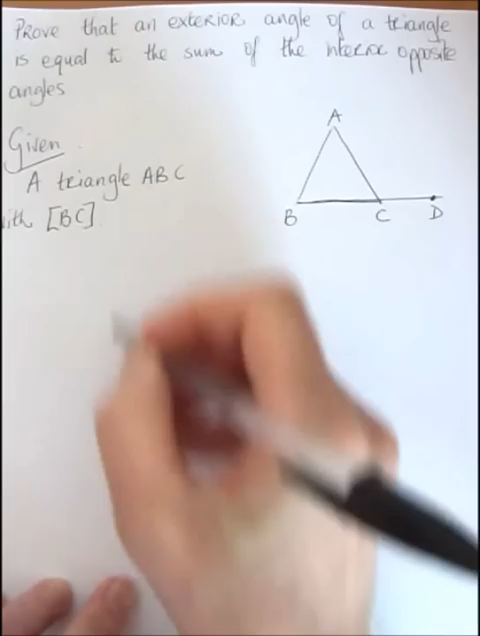 Prove that an exterior angle of a triangle
is equal to the sum of the interior opposite
angles
Given
A triangle ABC
with [BC]
A
B
C
D